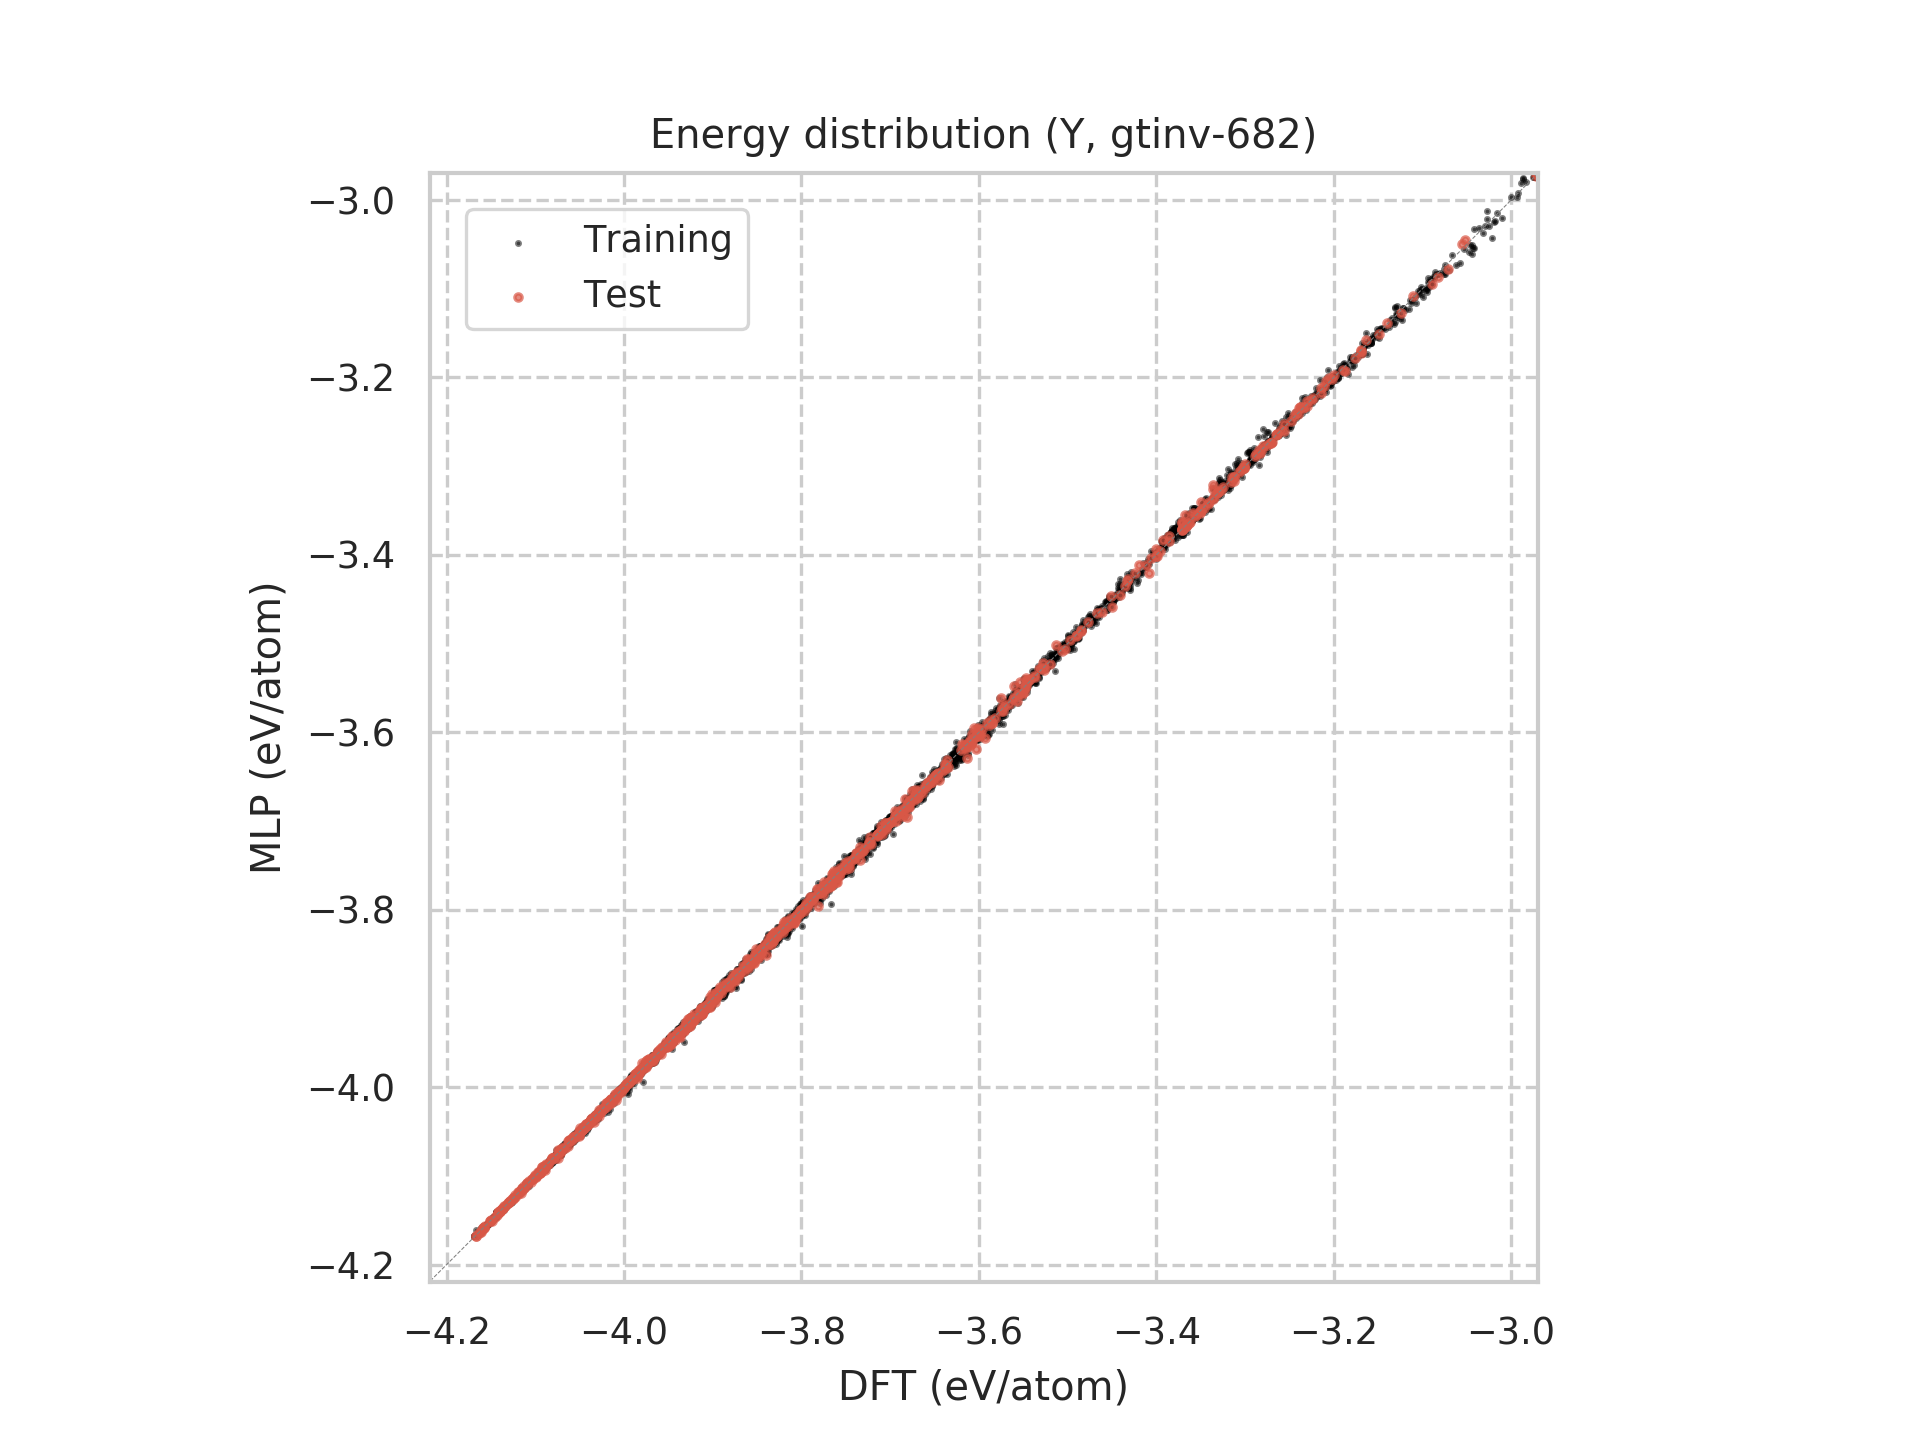 Energy distribution (Y, gtinv-682)
Training
Test
−3.0
−3.2
−3.4
−3.6
−3.8
−4.0
−4.2
MLP (eV/atom)
−4.2 −4.0 −3.8 −3.6 −3.4 −3.2 −3.0
DFT (eV/atom)